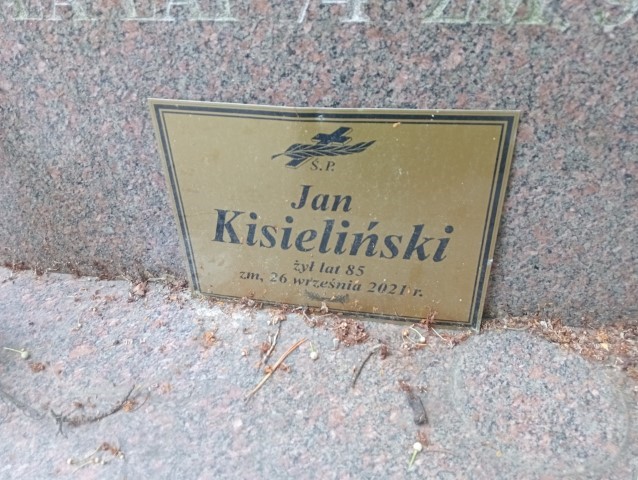 Ś.P.
Jan
Kisieliński
żył lat 85
zm, 26 września 2021 r.